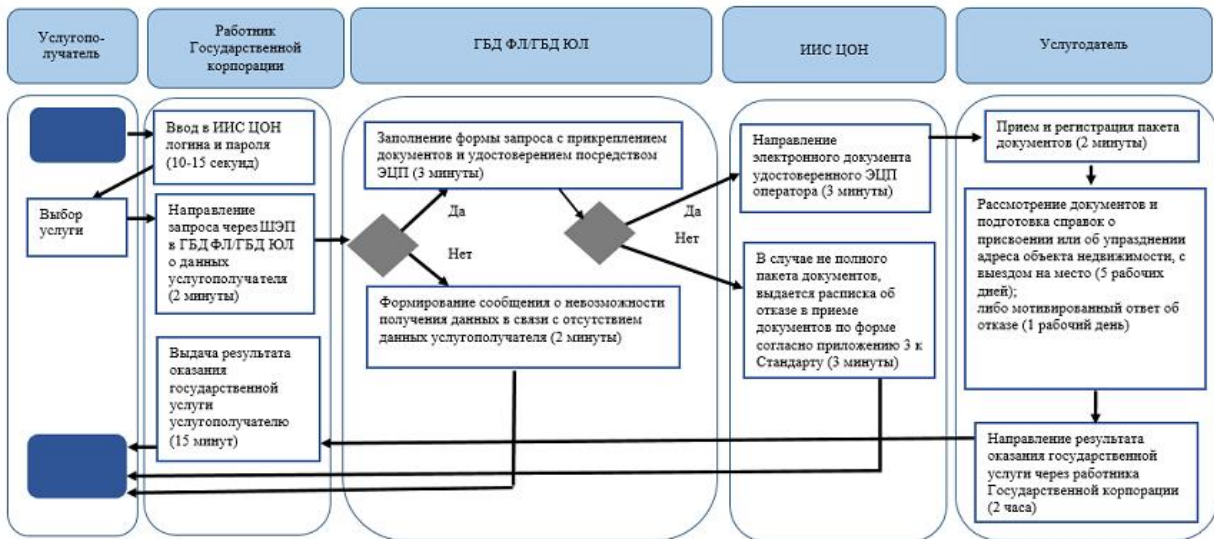 Услугопо-
лучатель
Работник
Государственной
корпорации
ГБД ФЛ/ГБД ЮЛ
ИИС ЦОН
Услугодатель
Ввод в ИИС ЦОН
логина и пароля
(10-15 секунд)
Выбор
услуги
Направление
запроса через ШЭП
в ГБД ФЛ/ГБД ЮЛ
о данных
услугополучателя
(2 минуты)
Выдача результата
оказания
государственной
услуги
услугополучателю
(15 минут)
Заполнение формы запроса с прикреплением
документов и удостоверением посредством
ЭЦП (3 минуты)
Да
Нет
Формирование сообщения о невозможности
получения данных в связи с отсутствием
данных услугополучателя (2 минуты)
Направление
электронного документа
удостоверенного ЭЦП
оператора (3 минуты)
Да
Нет
В случае не полного
пакета документов,
выдается расписка об
отказе в приеме
документов по форме
согласно приложению 3 к
Стандарту (3 минуты)
Прием и регистрация пакета
документов (2 минуты)
Рассмотрение документов и
подготовка справок о
присвоении или об упразднении
адреса объекта недвижимости, с
выездом на место (5 рабочих
дней);
либо мотивированный ответ об
отказе (1 рабочий день)
Направление результата
оказания государственной
услуги через работника
Государственной корпорации
(2 часа)